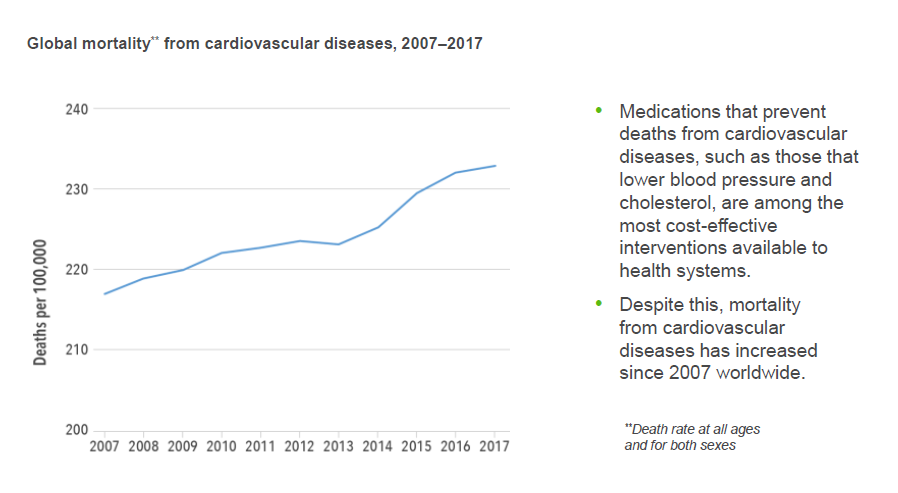 Global mortality** from cardiovascular diseases, 2007–2017
240
230
220
210
200
Deaths per 100,000
2007 2008 2009 2010 2011 2012 2013 2014 2015 2016 2017
• Medications that prevent
deaths from cardiovascular
diseases, such as those that
lower blood pressure and
cholesterol, are among the
most cost-effective
interventions available to
health systems.
• Despite this, mortality
from cardiovascular
diseases has increased
since 2007 worldwide.
**Death rate at all ages
and for both sexes